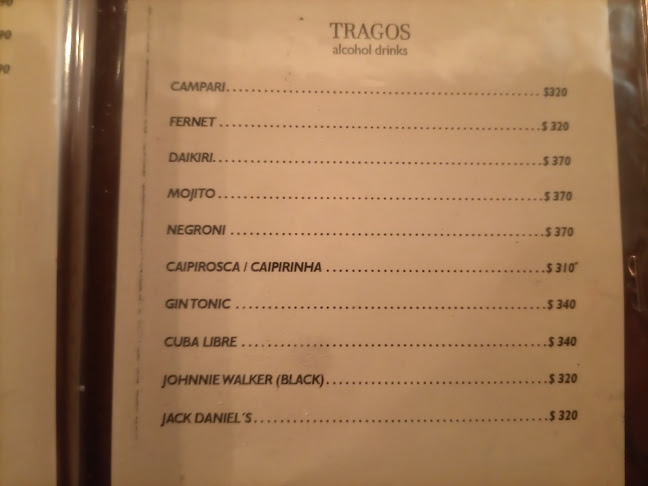 TRAGOS
alcohol drinks
CAMPARI........................................ $320
FERNET ........................................ $ 320
DAIKIRI........................................ $ 370
MOJITO ........................................ $ 370
NEGRONI ...................................... $ 370
CAIPIROSCA / CAIPIRINHA ........................... $ 310
GIN TONIC ..................................... $ 340
CUBA LIBRE .................................... $ 340
JOHNNIE WALKER (BLACK)........................... $ 320
JACK DANIEL´S................................... $ 320